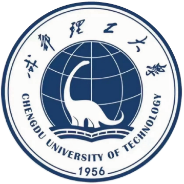 成都理工大学
CHENGDU UNIVERSITY OF TECHNOLOGY
1956